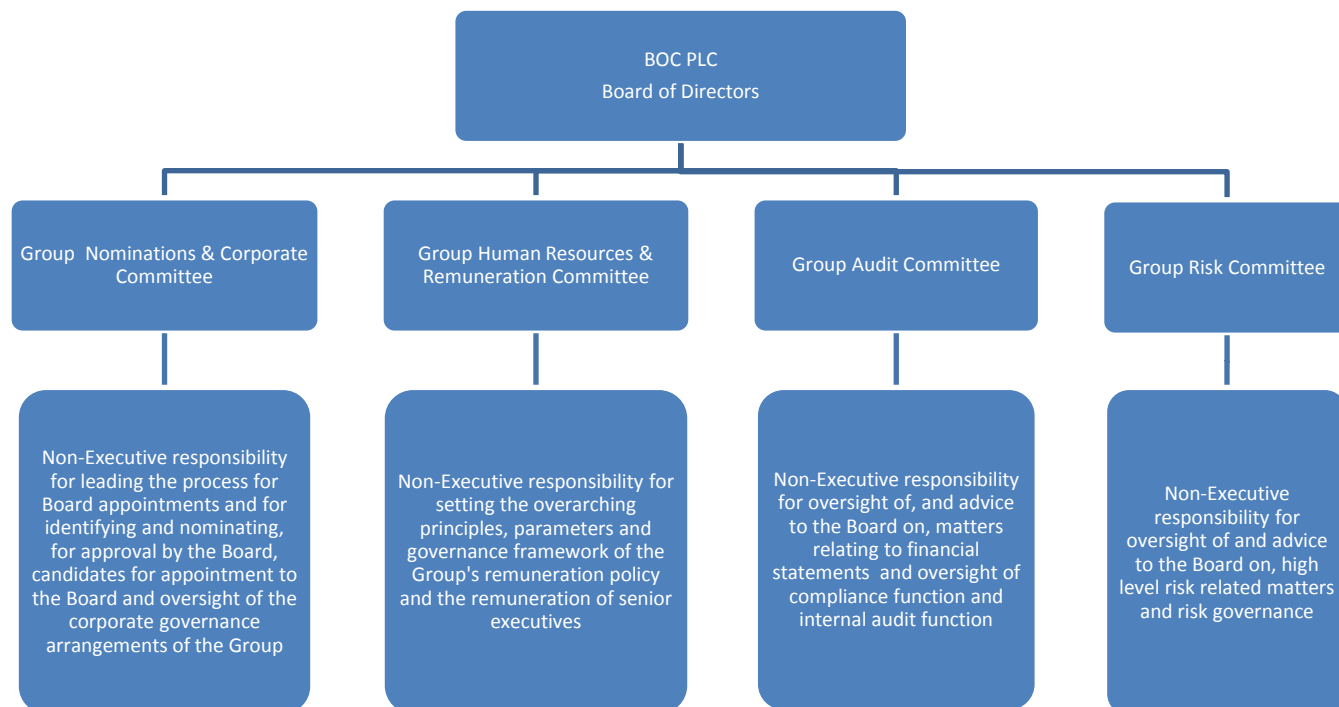 BOC PLC
Board of Directors
Group Nominations & Corporate
Committee
Group Human Resources &
Remuneration Committee
Group Audit Committee
Group Risk Committee
Non-Executive responsibility
for leading the process for
Board appointments and for
identifying and nominating,
for approval by the Board,
candidates for appointment to
the Board and oversight of the
corporate governance
arrangements of the Group
Non-Executive responsibility for
setting the overarching
principles, parameters and
governance framework of the
Group's remuneration policy
and the remuneration of senior
executives
Non-Executive responsibility
for oversight of, and advice
to the Board on, matters
relating to financial
statements and oversight of
compliance function and
internal audit function
Non-Executive
responsibility for
oversight of and advice
to the Board on, high
level risk related matters
and risk governance